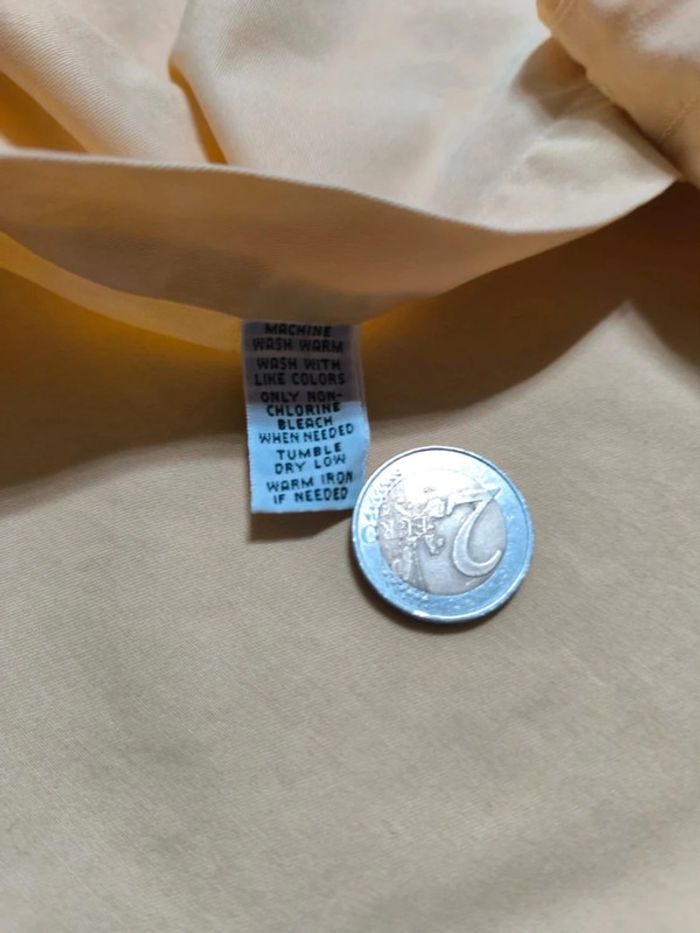 MACHINE
WASH WARM
WASH WITH
LIKE COLORS
ONLY NON-
CHLORINE
BLEACH
WHEN NEEDED
TUMBLE
DRY LOW
WARM IRON
IF NEEDED
2